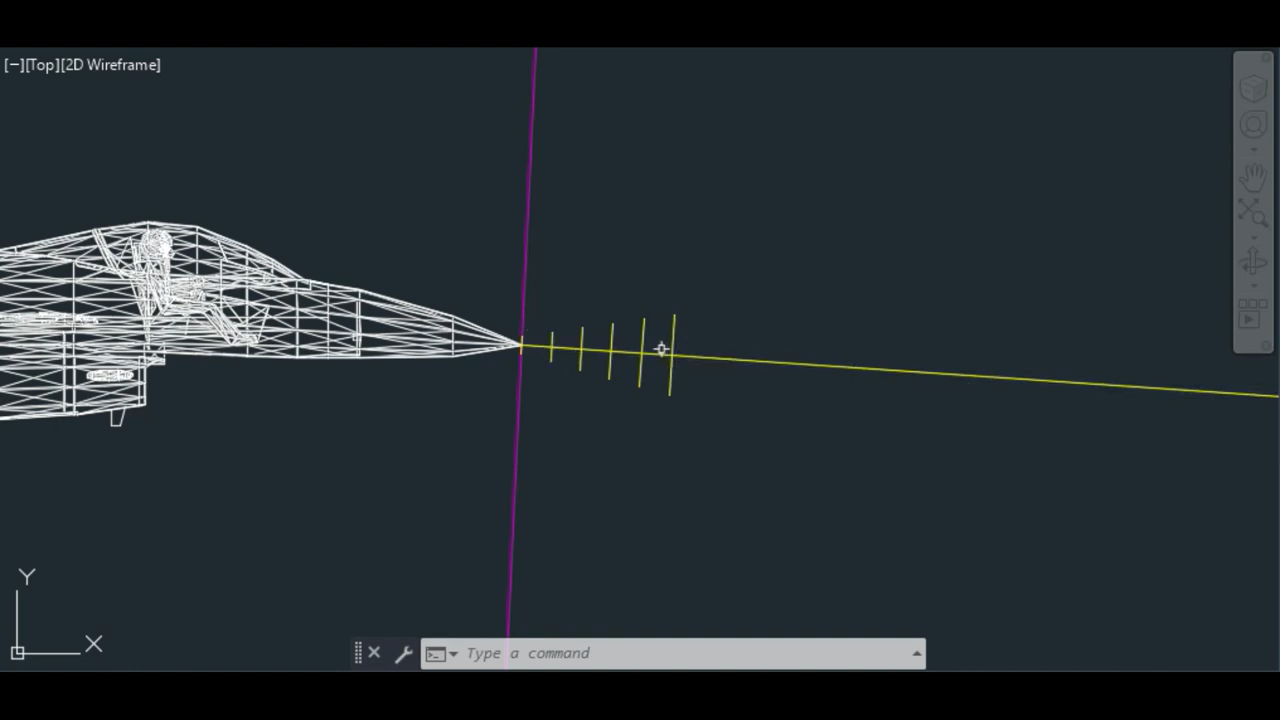 [−][Top][2D Wireframe]
Y
X
Type a command